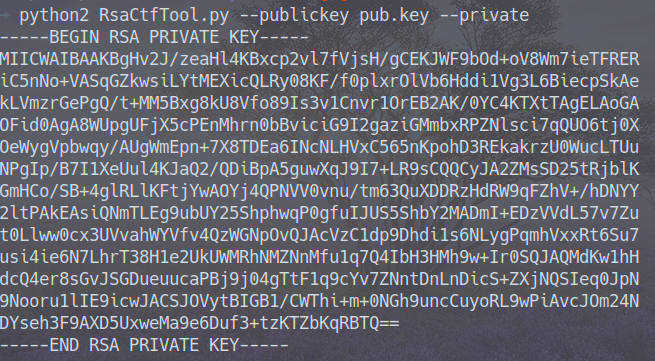 → python2 RsaCtfTool.py --publickey pub.key --private
-----BEGIN RSA PRIVATE KEY-----
MIICWAIBAAKBgHv2J/zeaHl4KBxcp2vl7fVjsH/gCEKJWF9bOd+oV8Wm7ieTFRER
iC5nNo+VASqGZkwsiLYtMEXicQLRy08KF/f0plxrOlVb6Hddi1Vg3L6BiecpSkAe
kLVmzrGePgQ/t+MM5Bxg8kU8Vfo89Is3v1Cnvr1OrEB2AK/0YC4KTXtTAgELAoGA
OFid0AgA8WUpgUFjX5cPEnMhrn0bBviciG9I2gaziGMmbxRPZNlsci7qQUO6tj0X
OeWygVpbwqy/AUgWmEpn+7X8TDEa6INcNLHVxC565nKpohD3REkakrzU0WucLTUu
NPgIp/B7I1XeUul4KJaQ2/QDiBpA5guwXqJ9I7+LR9scCQCyJA2ZMsSD25tRjblK
GmHCo/SB+4glRLlKFtjYwAOYj4QPNVV0vnu/tm63QuXDDRzHdRW9qFZhV+/hDNYY
2ltPAkEAsiQNmTLEg9ubUY25ShphwqP0gfuIJUS5ShbY2MADmI+EDzVVdL57v7Zu
t0Llww0cx3UVvahWYVfv4QzWGNpOvQJAcVzC1dp9Dhdi1s6NLygPqmhVxxRt6Su7
usi4ie6N7LhrT38H1e2UkUWMRhNMZNnMfu1q7Q4IbH3HMh9w+Ir0SQJAQMdKw1hH
dcQ4er8sGvJSGDueuucaPBj9j04gTtF1q9cYv7ZNntDnLnDicS+ZXjNQSIeq0JpN
9Nooru1lIE9icwJACSJOVytBIGB1/CWThi+m+0NGh9uncCuyoRL9wPiAvcJOm24N
DYseh3F9AXD5UxweMa9e6Duf3+tzKTZbKqRBTQ==
-----END RSA PRIVATE KEY-----